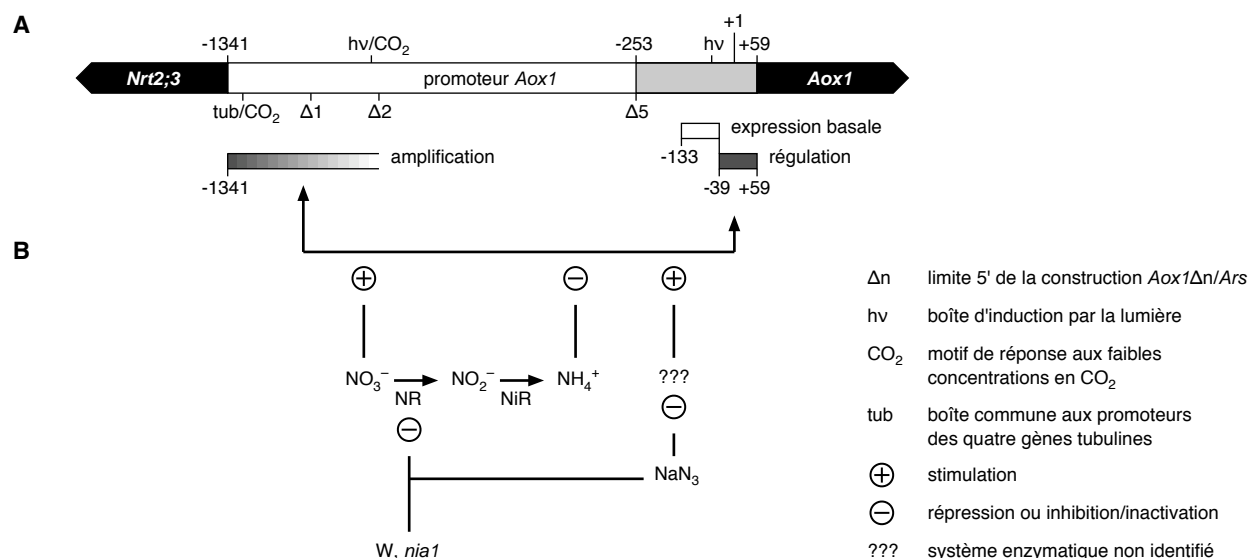 A
+1
-1341
hν/CO₂
-253
hν
+59
Nrt2;3
promoteur Aox1
Aox1
tub/CO₂
Δ1
Δ2
Δ5
expression basale
-133
amplification
régulation
-1341
-39
+59
B
+
−
+
NO₃⁻
NO₂⁻
NH₄⁺
???
NR
NiR
−
−
NaN₃
W, nia1
Δn limite 5' de la construction Aox1Δn/Ars
hν boîte d'induction par la lumière
CO₂ motif de réponse aux faibles
concentrations en CO₂
tub boîte commune aux promoteurs
des quatre gènes tubulines
+ stimulation
− répression ou inhibition/inactivation
??? système enzymatique non identifié